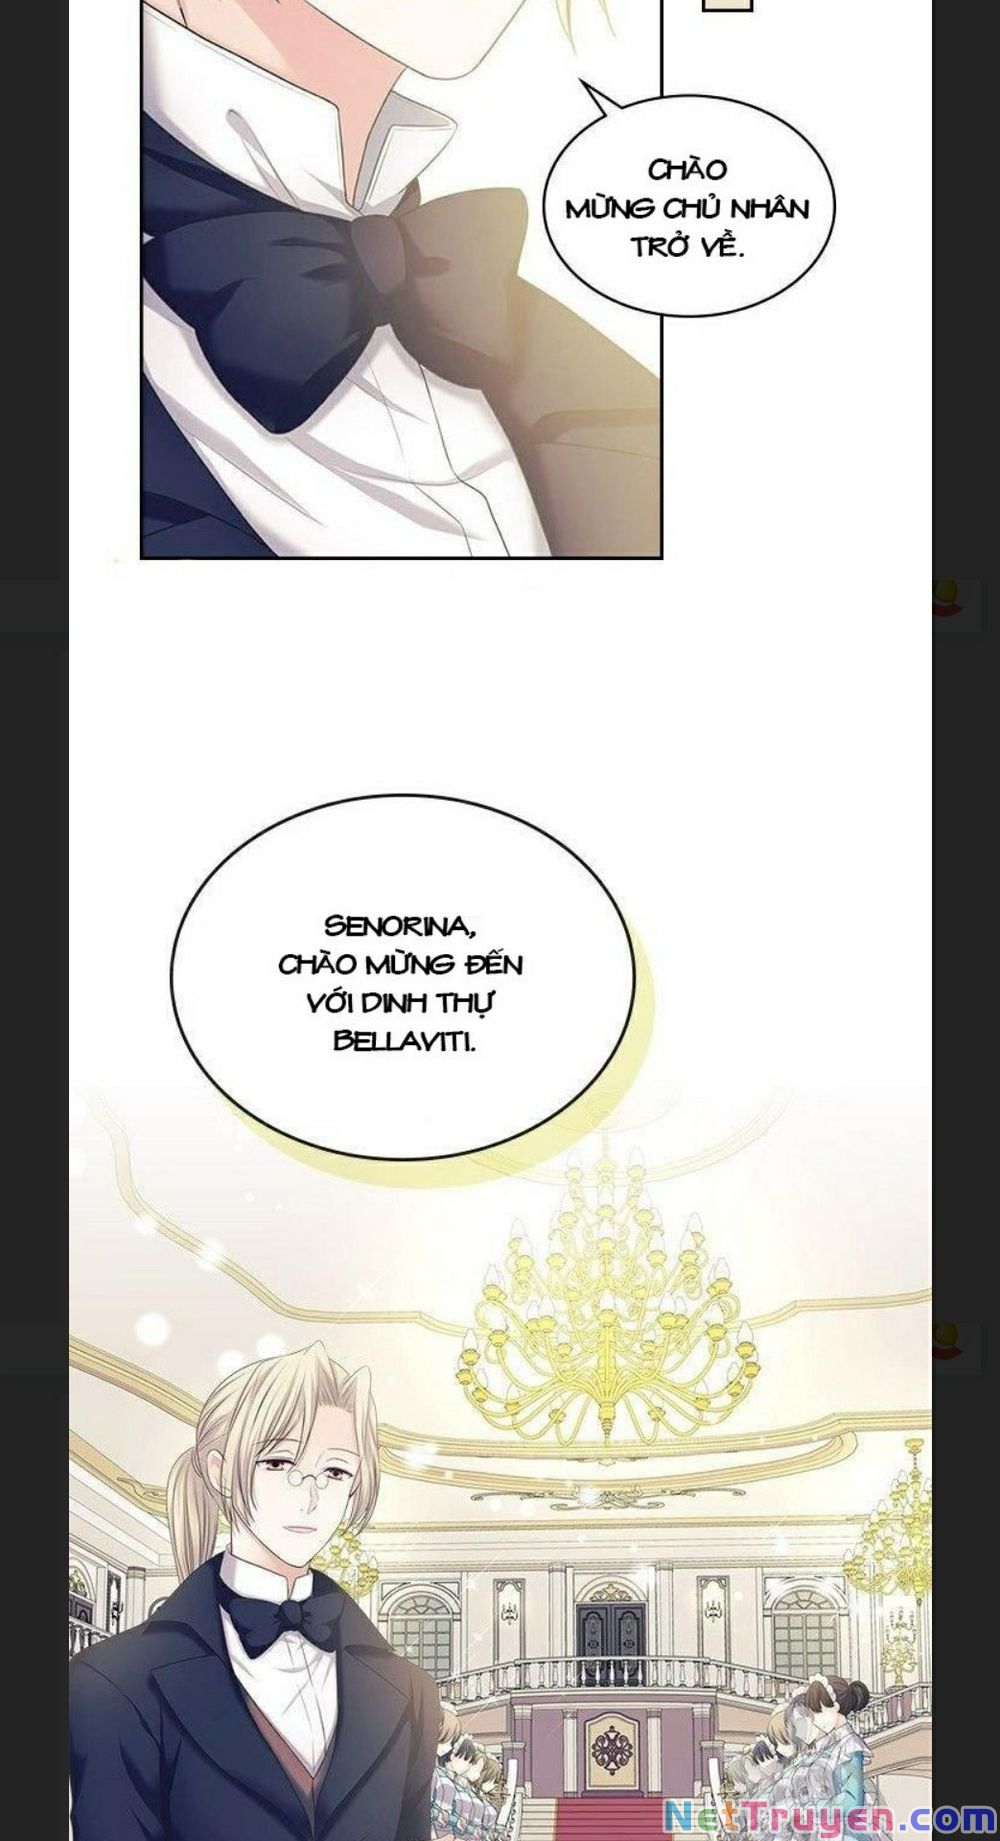 CHÀO
MỪNG CHỦ NHÂN
TRỞ VỀ.
SENORINA,
CHÀO MỪNG ĐẾN
VỚI DINH THỰ
BELLAVITI.
NetTruyen.com